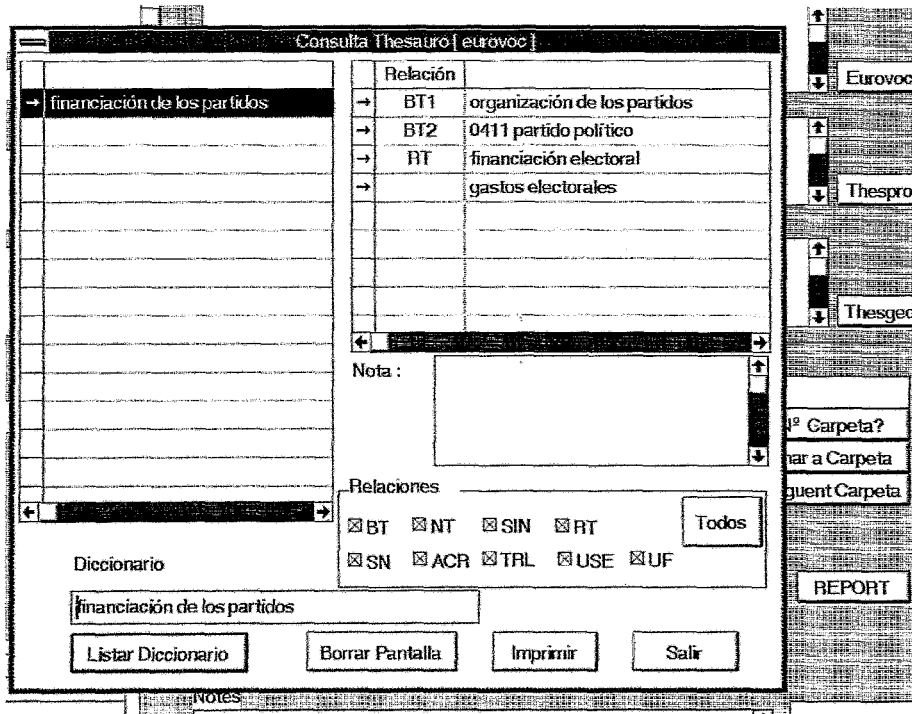 Consulta Thesauro [ eurovoc ]
financiación de los partidos
Relación
BT1 organización de los partidos
BT2 0411 partido político
RT financiación electoral
gastos electorales
Nota :
Relaciones
BT NT SIN RT
SN ACR TRL USE UF
Todos
Diccionario
financiación de los partidos
Listar Diccionario
Borrar Pantalla
Imprimir
Salir
Eurovoc
Thespro
Thesgeo
Nº Carpeta?
nar a Carpeta
guent Carpeta
REPORT
Notes